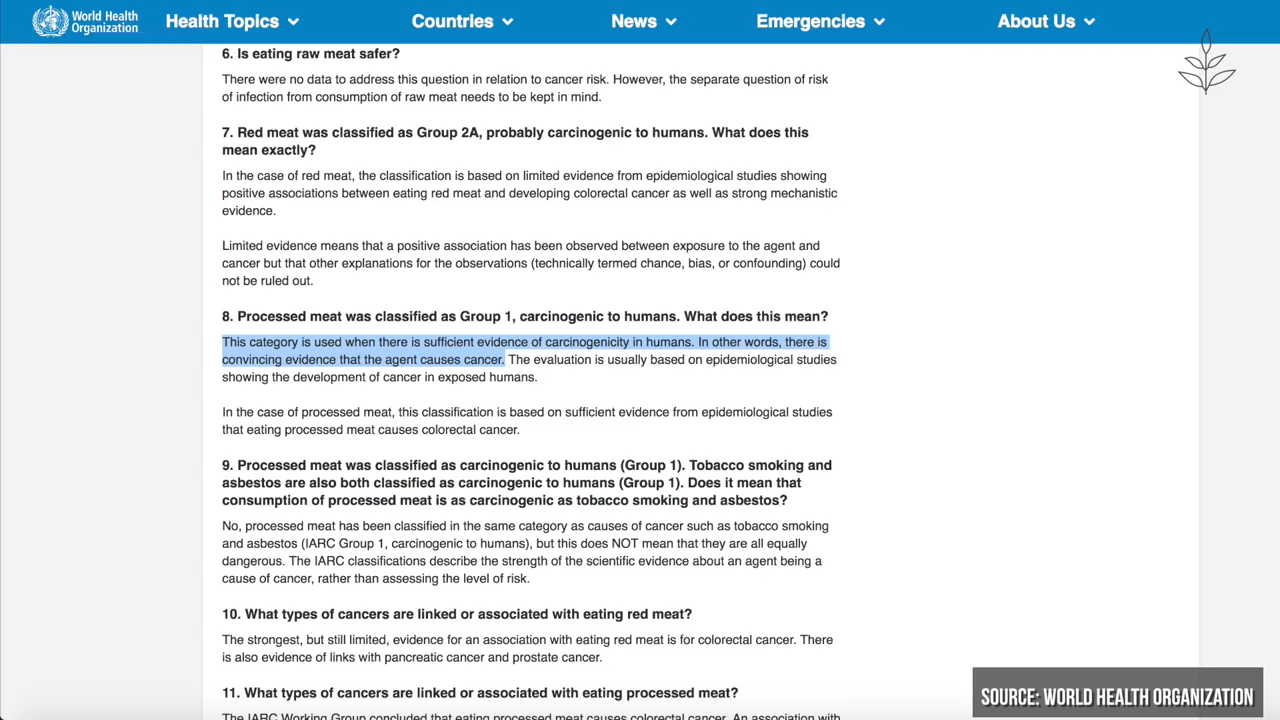 World Health
Organization
Health Topics
Countries
News
Emergencies
About Us
6. Is eating raw meat safer?
There were no data to address this question in relation to cancer risk. However, the separate question of risk
of infection from consumption of raw meat needs to be kept in mind.
7. Red meat was classified as Group 2A, probably carcinogenic to humans. What does this
mean exactly?
In the case of red meat, the classification is based on limited evidence from epidemiological studies showing
positive associations between eating red meat and developing colorectal cancer as well as strong mechanistic
evidence.
Limited evidence means that a positive association has been observed between exposure to the agent and
cancer but that other explanations for the observations (technically termed chance, bias, or confounding) could
not be ruled out.
8. Processed meat was classified as Group 1, carcinogenic to humans. What does this mean?
This category is used when there is sufficient evidence of carcinogenicity in humans. In other words, there is
convincing evidence that the agent causes cancer. The evaluation is usually based on epidemiological studies
showing the development of cancer in exposed humans.
In the case of processed meat, this classification is based on sufficient evidence from epidemiological studies
that eating processed meat causes colorectal cancer.
9. Processed meat was classified as carcinogenic to humans (Group 1). Tobacco smoking and
asbestos are also both classified as carcinogenic to humans (Group 1). Does it mean that
consumption of processed meat is as carcinogenic as tobacco smoking and asbestos?
No, processed meat has been classified in the same category as causes of cancer such as tobacco smoking
and asbestos (IARC Group 1, carcinogenic to humans), but this does NOT mean that they are all equally
dangerous. The IARC classifications describe the strength of the scientific evidence about an agent being a
cause of cancer, rather than assessing the level of risk.
10. What types of cancers are linked or associated with eating red meat?
The strongest, but still limited, evidence for an association with eating red meat is for colorectal cancer. There
is also evidence of links with pancreatic cancer and prostate cancer.
11. What types of cancers are linked or associated with eating processed meat?
The IARC Working Group concluded that eating processed meat causes colorectal cancer. An association with
SOURCE: WORLD HEALTH ORGANIZATION